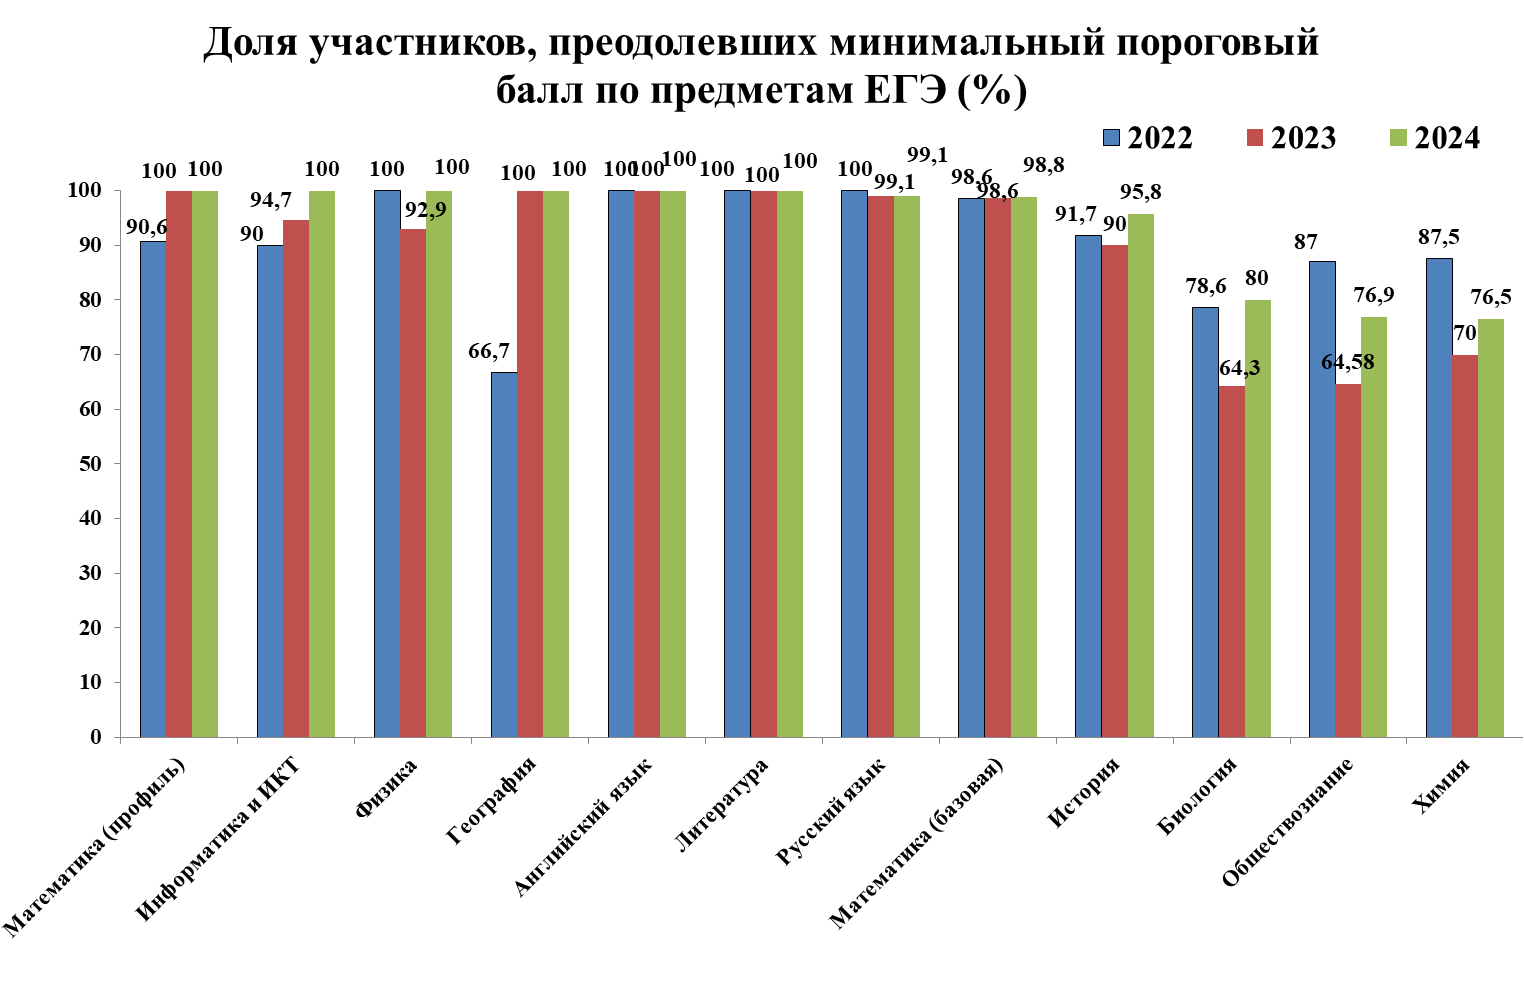 Доля участников, преодолевших минимальный пороговый
балл по предметам ЕГЭ (%)
2022 2023 2024
100 90 80 70 60 50 40 30 20 10 0
90,6 100 100
90 94,7 100
100 92,9 100
66,7 100 100
100 100 100
100 100 100
100 99,1 99,1
98,6 98,6 98,8
91,7 90 95,8
78,6 64,3 80
87 64,58 76,9
87,5 70 76,5
Математика (профиль)
Информатика и ИКТ
Физика
География
Английский язык
Литература
Русский язык
Математика (базовая)
История
Биология
Обществознание
Химия